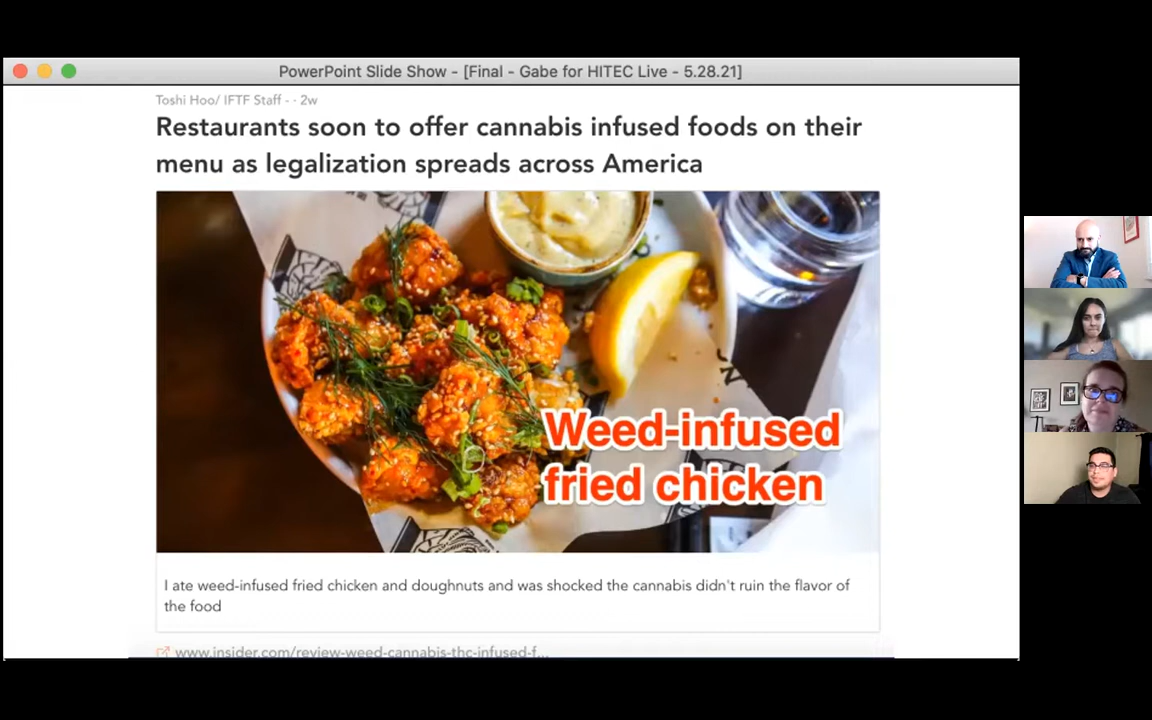 PowerPoint Slide Show - [Final - Gabe for HITEC Live - 5.28.21]
Toshi Hoo/ IFTF Staff - · 2w
Restaurants soon to offer cannabis infused foods on their
menu as legalization spreads across America
Weed-infused
fried chicken
I ate weed-infused fried chicken and doughnuts and was shocked the cannabis didn't ruin the flavor of
the food
www.insider.com/review-weed-cannabis-thc-infused-f...